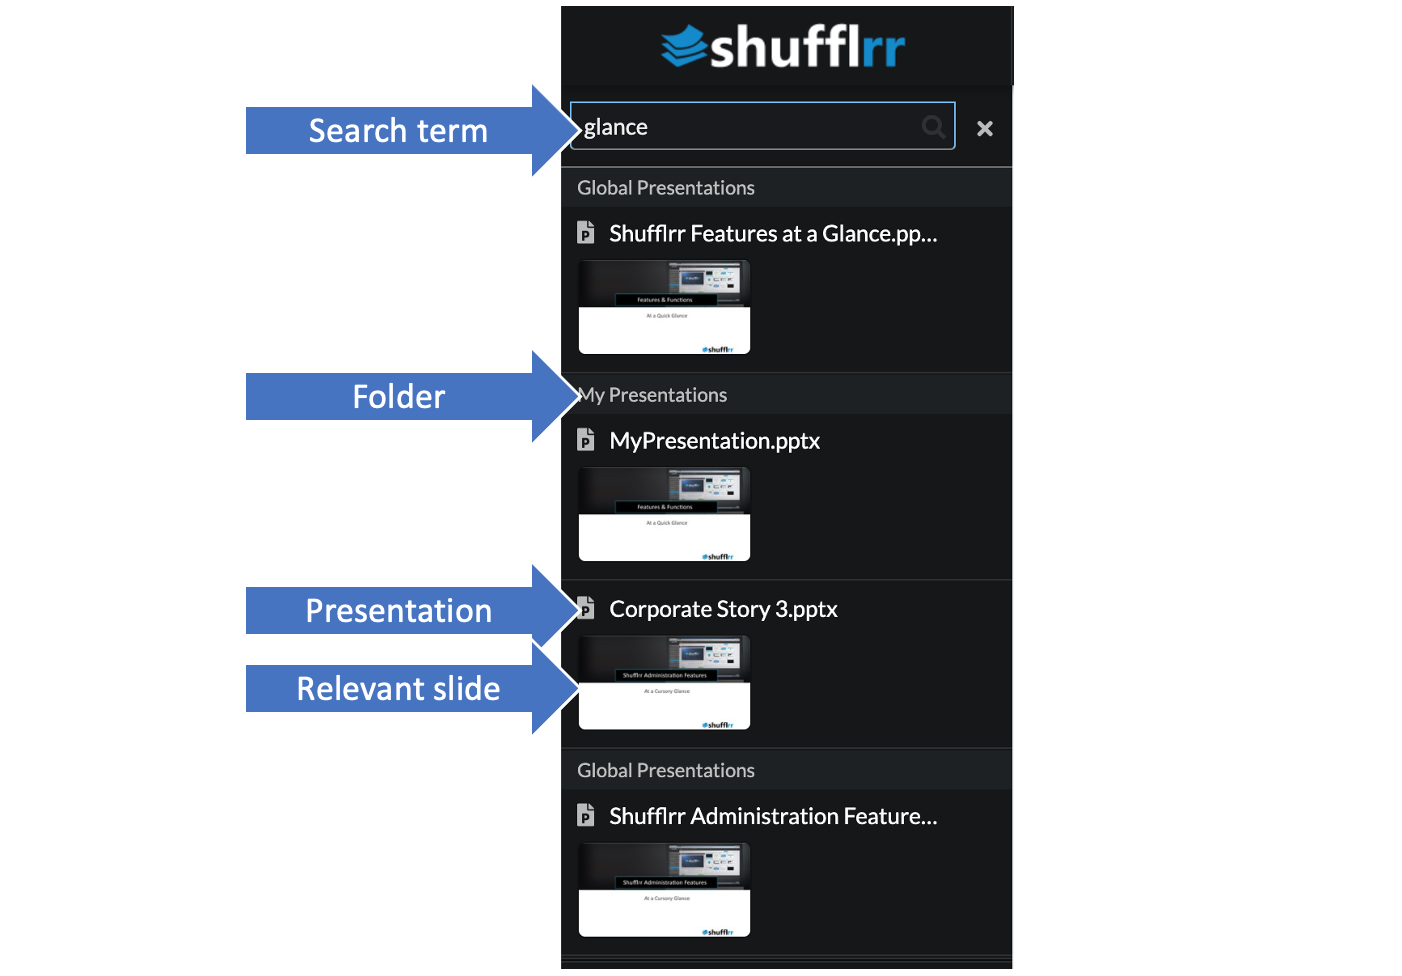 shufflrr
Search term
glance
Global Presentations
Shufflrr Features at a Glance.pp...
Features & Functions
At a Quick Glance
shufflrr
Folder
My Presentations
MyPresentation.pptx
Features & Functions
At a Quick Glance
shufflrr
Presentation
Corporate Story 3.pptx
Relevant slide
Shufflrr Administration Features
At a Cursory Glance
shufflrr
Global Presentations
Shufflrr Administration Feature...
Shufflrr Administration Features
At a Cursory Glance
shufflrr